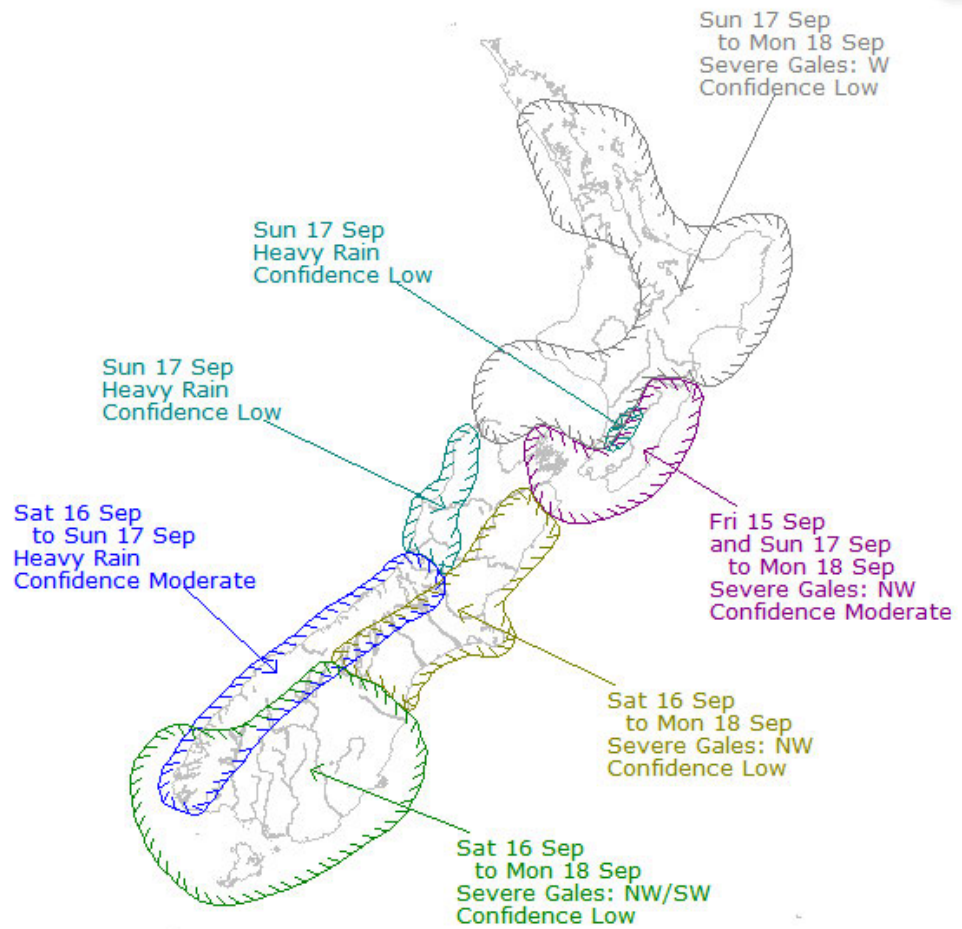 Sun 17 Sep
to Mon 18 Sep
Severe Gales: W
Confidence Low
Sun 17 Sep
Heavy Rain
Confidence Low
Sun 17 Sep
Heavy Rain
Confidence Low
Sat 16 Sep
to Sun 17 Sep
Heavy Rain
Confidence Moderate
Fri 15 Sep
and Sun 17 Sep
to Mon 18 Sep
Severe Gales: NW
Confidence Moderate
Sat 16 Sep
to Mon 18 Sep
Severe Gales: NW
Confidence Low
Sat 16 Sep
to Mon 18 Sep
Severe Gales: NW/SW
Confidence Low